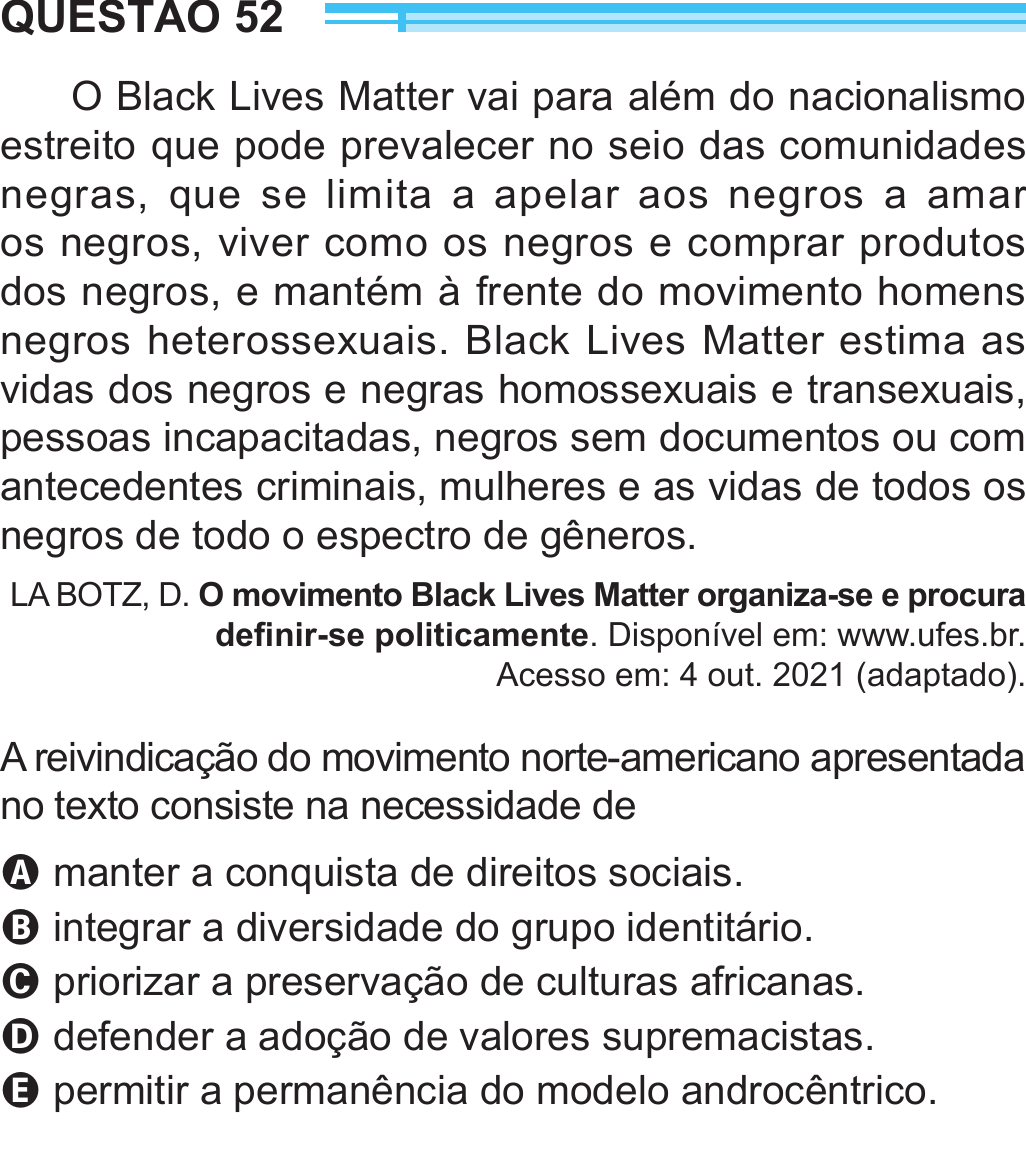 QUESTÃO 52
O Black Lives Matter vai para além do nacionalismo
estreito que pode prevalecer no seio das comunidades
negras, que se limita a apelar aos negros a amar
os negros, viver como os negros e comprar produtos
dos negros, e mantém à frente do movimento homens
negros heterossexuais. Black Lives Matter estima as
vidas dos negros e negras homossexuais e transexuais,
pessoas incapacitadas, negros sem documentos ou com
antecedentes criminais, mulheres e as vidas de todos os
negros de todo o espectro de gêneros.
LA BOTZ, D. O movimento Black Lives Matter organiza-se e procura
definir-se politicamente. Disponível em: www.ufes.br.
Acesso em: 4 out. 2021 (adaptado).
A reivindicação do movimento norte-americano apresentada
no texto consiste na necessidade de
A manter a conquista de direitos sociais.
B integrar a diversidade do grupo identitário.
C priorizar a preservação de culturas africanas.
D defender a adoção de valores supremacistas.
E permitir a permanência do modelo androcêntrico.